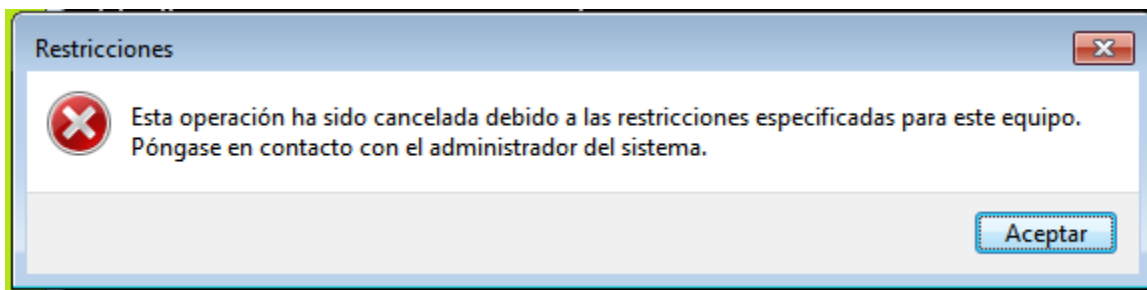 Restricciones
Esta operación ha sido cancelada debido a las restricciones especificadas para este equipo.
Póngase en contacto con el administrador del sistema.
Aceptar